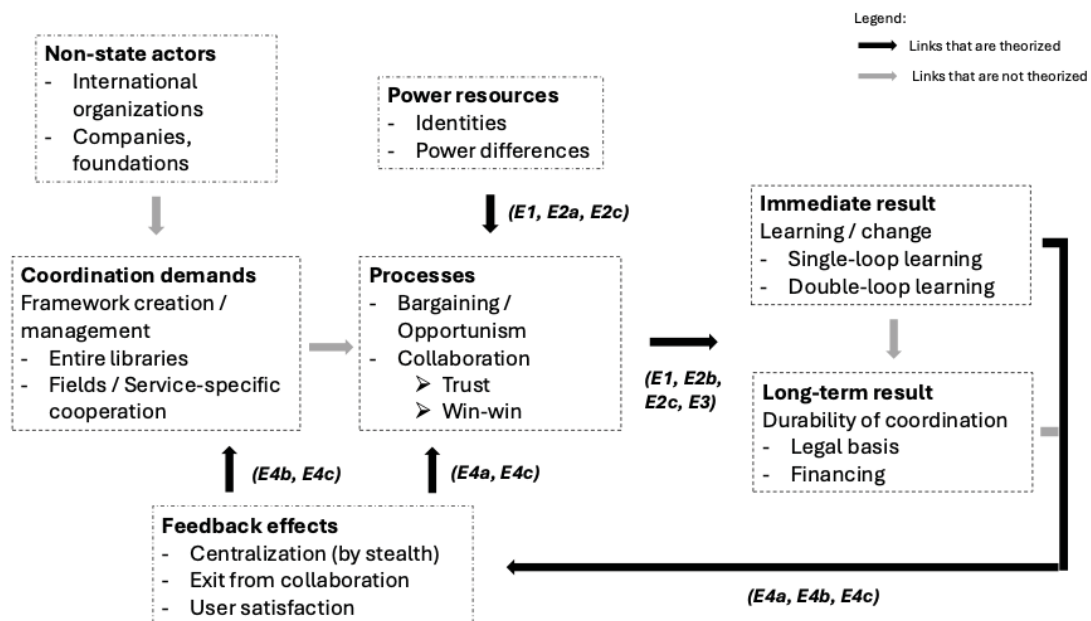 Legend:
Links that are theorized
Links that are not theorized
Non-state actors
- International
organizations
- Companies,
foundations
Power resources
- Identities
- Power differences
(E1, E2a, E2c)
Coordination demands
Framework creation /
management
- Entire libraries
- Fields / Service-specific
cooperation
Processes
- Bargaining /
Opportunism
- Collaboration
➢ Trust
➢ Win-win
(E1, E2b,
E2c, E3)
Immediate result
Learning / change
- Single-loop learning
- Double-loop learning
Long-term result
Durability of coordination
- Legal basis
- Financing
(E4b, E4c)
(E4a, E4c)
Feedback effects
- Centralization (by stealth)
- Exit from collaboration
- User satisfaction
(E4a, E4b, E4c)